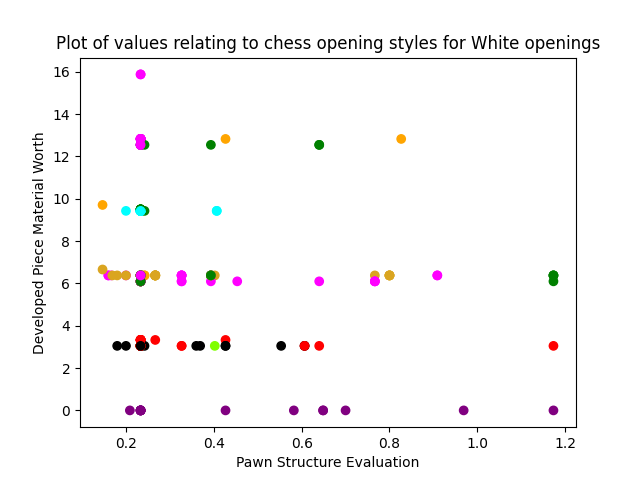 Plot of values relating to chess opening styles for White openings
16
14
12
10
8
6
4
2
0
Developed Piece Material Worth
0.2 0.4 0.6 0.8 1.0 1.2
Pawn Structure Evaluation